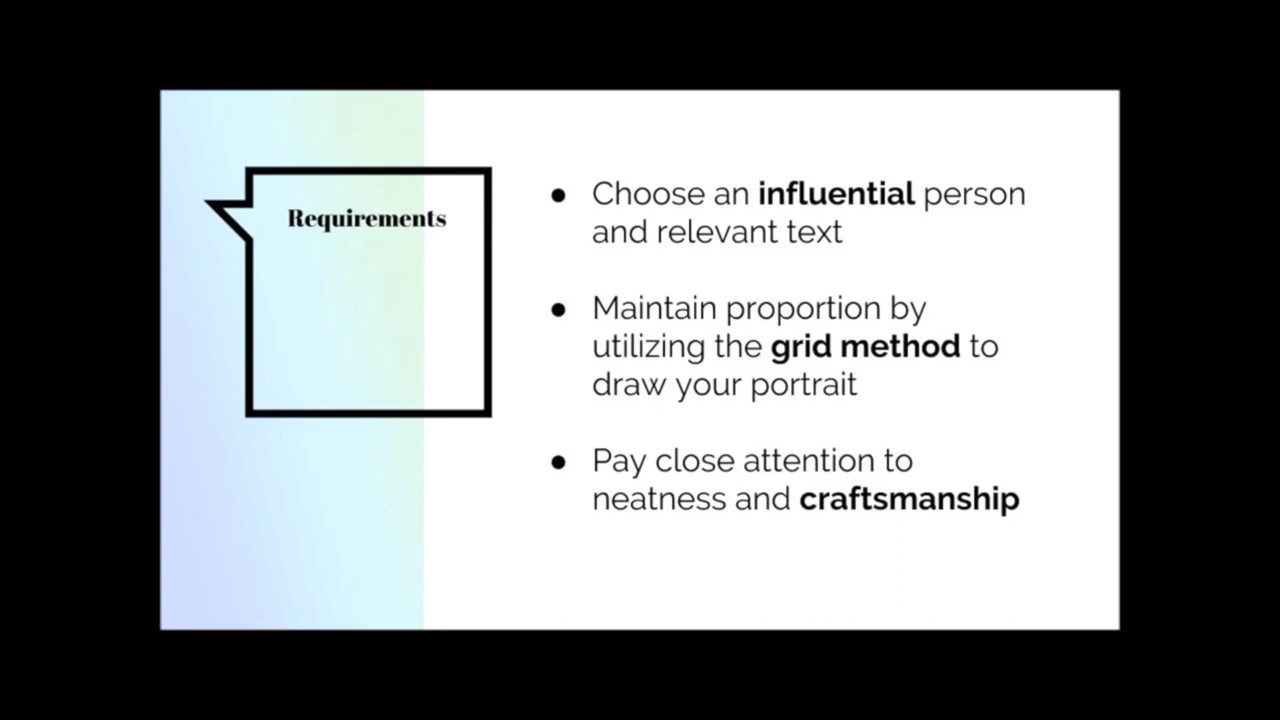 Requirements
● Choose an influential person
and relevant text
● Maintain proportion by
utilizing the grid method to
draw your portrait
● Pay close attention to
neatness and craftsmanship